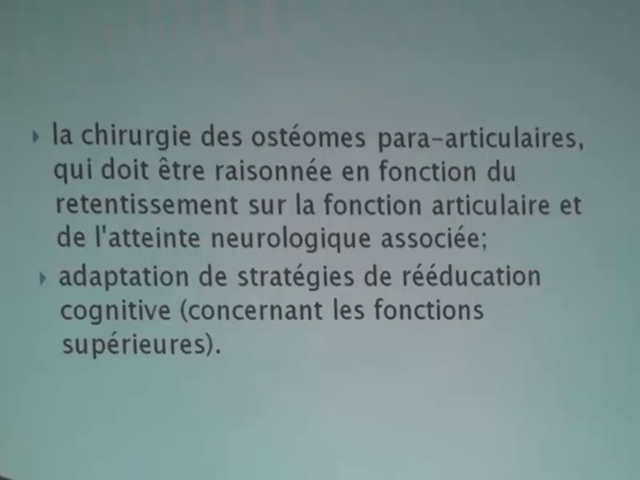 la chirurgie des ostéomes para-articulaires,
qui doit être raisonnée en fonction du
retentissement sur la fonction articulaire et
de l'atteinte neurologique associée;
adaptation de stratégies de rééducation
cognitive (concernant les fonctions
supérieures).